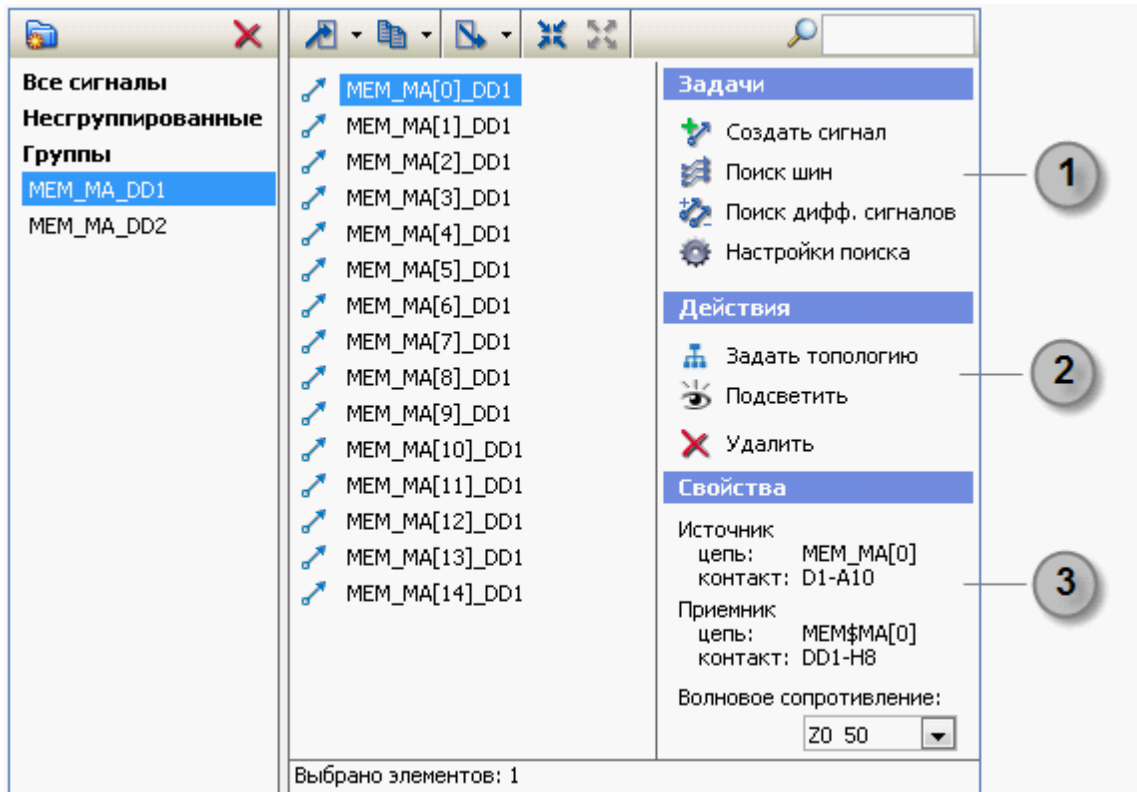 Все сигналы
Несгруппированные
Группы
MEM_MA_DD1
MEM_MA_DD2
MEM_MA[0]_DD1
MEM_MA[1]_DD1
MEM_MA[2]_DD1
MEM_MA[3]_DD1
MEM_MA[4]_DD1
MEM_MA[5]_DD1
MEM_MA[6]_DD1
MEM_MA[7]_DD1
MEM_MA[8]_DD1
MEM_MA[9]_DD1
MEM_MA[10]_DD1
MEM_MA[11]_DD1
MEM_MA[12]_DD1
MEM_MA[13]_DD1
MEM_MA[14]_DD1
Задачи
Создать сигнал
Поиск шин
Поиск дифф. сигналов
Настройки поиска
1
Действия
Задать топологию
Подсветить
Удалить
2
Свойства
Источник
цепь: MEM_MA[0]
контакт: D1-A10
Приемник
цепь: MEM$MA[0]
контакт: DD1-H8
Волновое сопротивление:
Z0 50
3
Выбрано элементов: 1